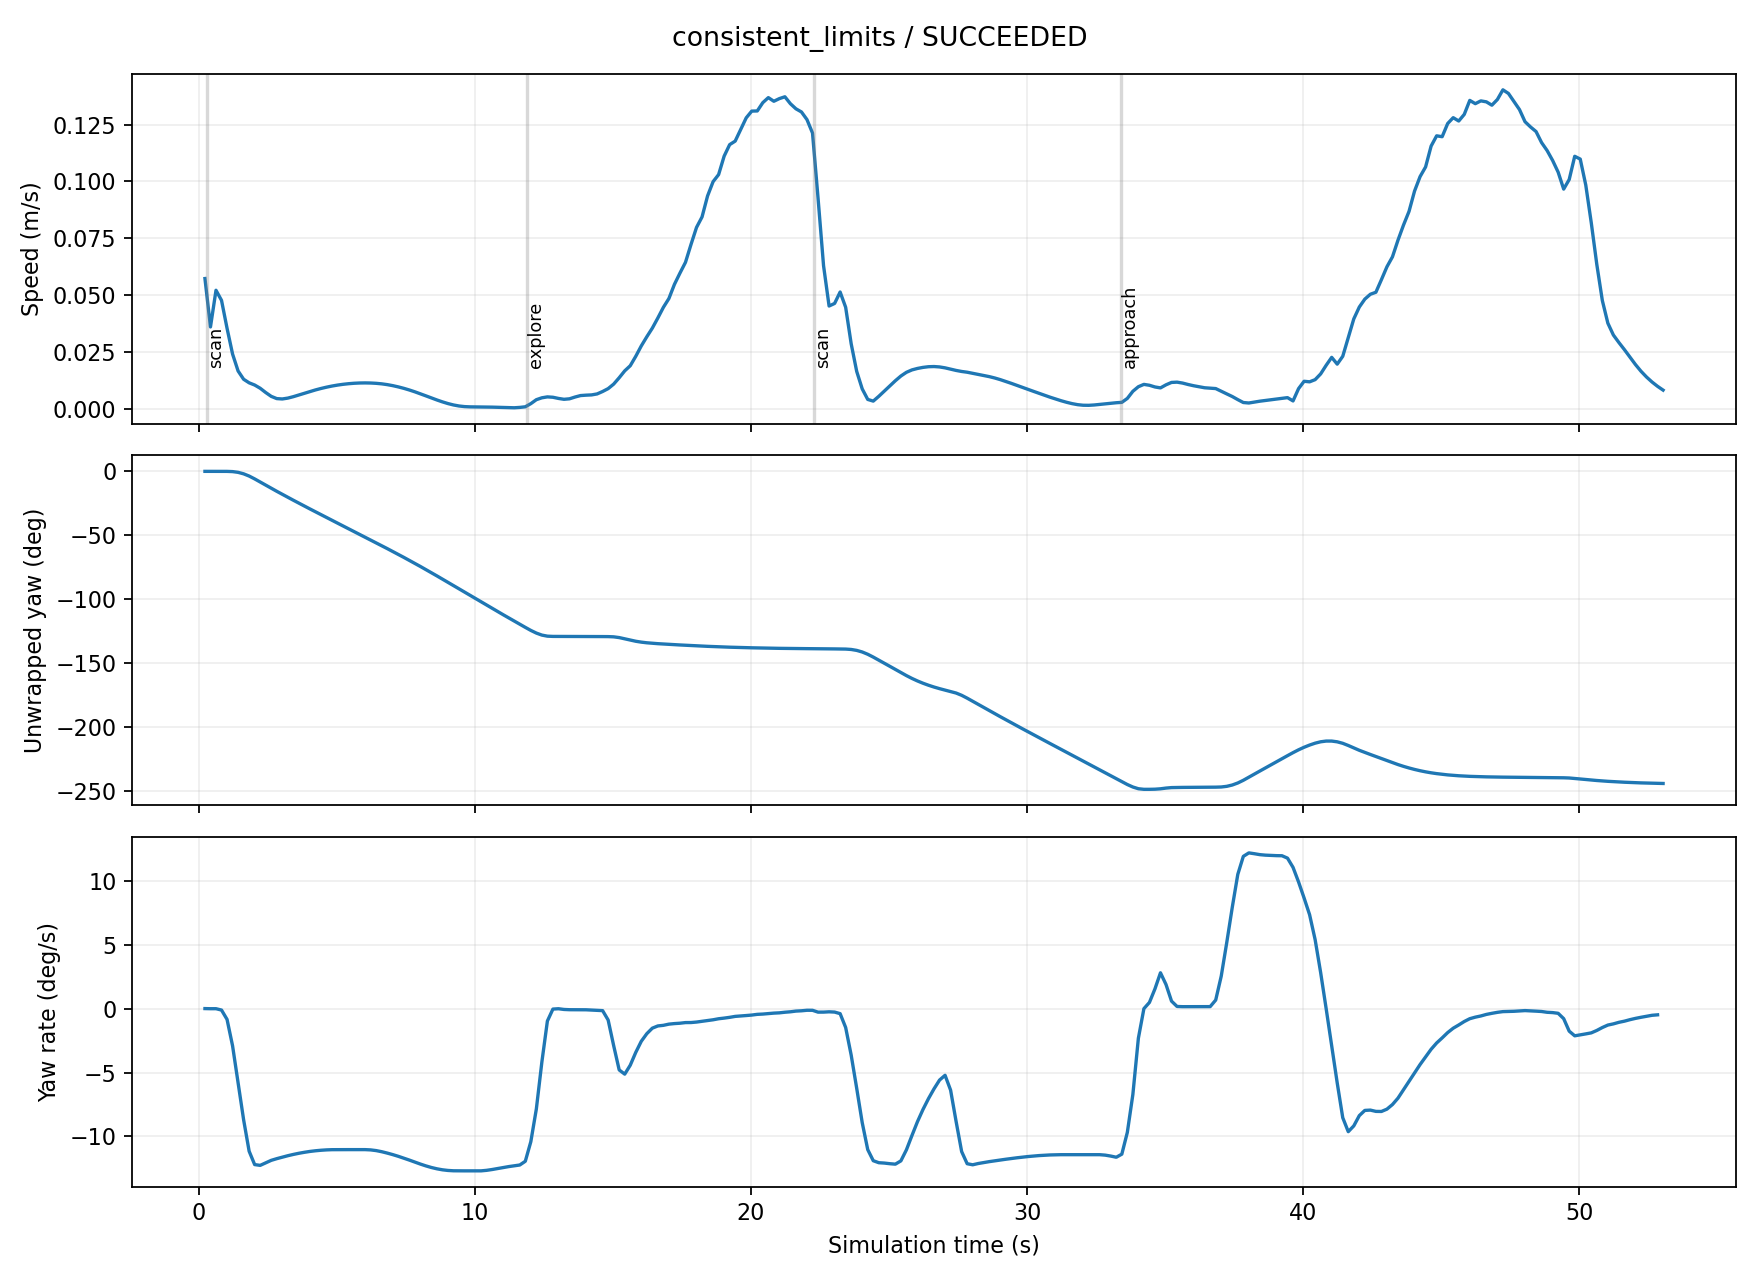 consistent_limits / SUCCEEDED
Speed (m/s)
0.125
0.100
0.075
0.050
0.025
0.000
scan
explore
scan
approach
Unwrapped yaw (deg)
0
−50
−100
−150
−200
−250
Yaw rate (deg/s)
10
5
0
−5
−10
0
10
20
30
40
50
Simulation time (s)